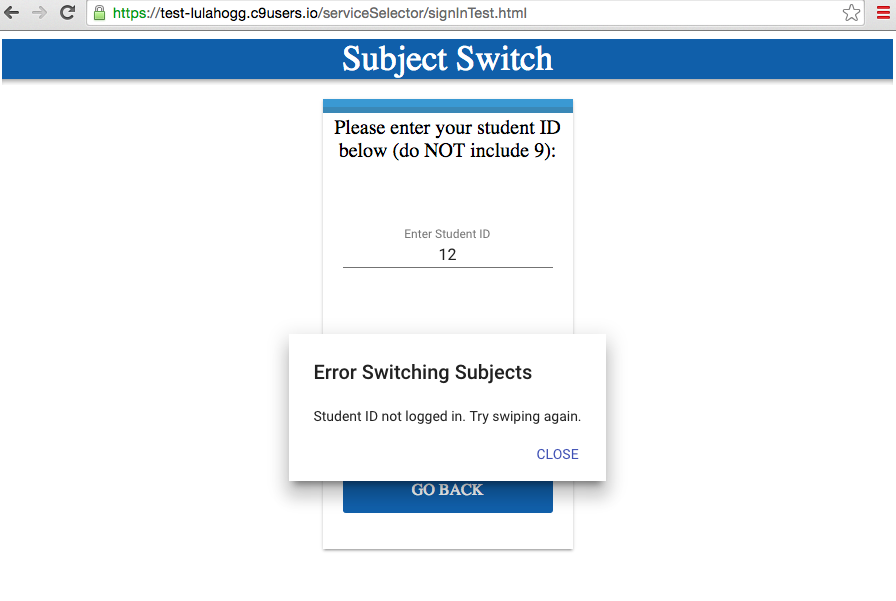 https://test-lulahogg.c9users.io/serviceSelector/signInTest.html
Subject Switch
Please enter your student ID
below (do NOT include 9):
Enter Student ID
12
Error Switching Subjects
Student ID not logged in. Try swiping again.
CLOSE
GO BACK